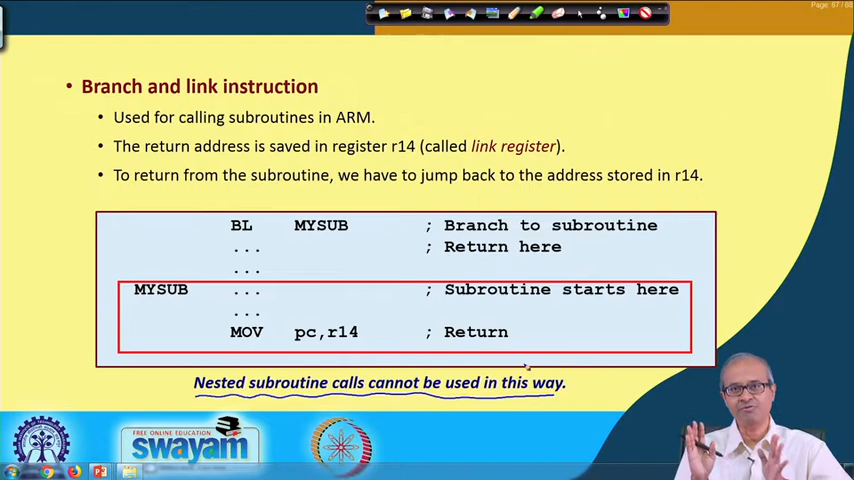 Page: 67 / 68
• Branch and link instruction
• Used for calling subroutines in ARM.
• The return address is saved in register r14 (called link register).
• To return from the subroutine, we have to jump back to the address stored in r14.
BL MYSUB ; Branch to subroutine
... ; Return here
...
MYSUB ... ; Subroutine starts here
...
MOV pc,r14 ; Return
Nested subroutine calls cannot be used in this way.
FREE ONLINE EDUCATION
swayam